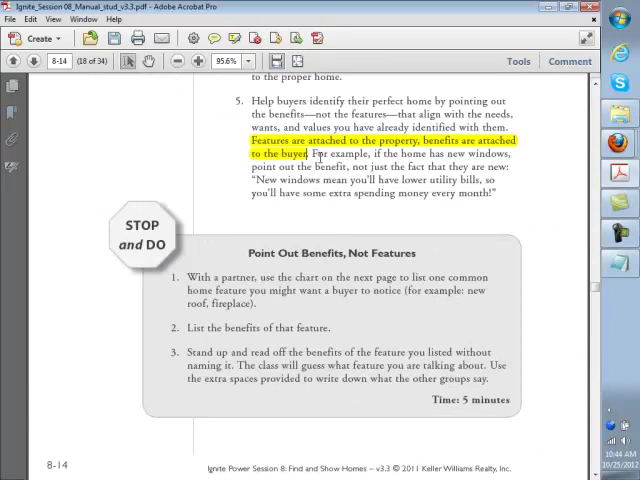 Ignite_Session 08_Manual_stud_v3.3.pdf - Adobe Acrobat Pro
File Edit View Window Help
Create
8-14 (18 of 34) 95.6% Tools Comment
to the proper home.
5. Help buyers identify their perfect home by pointing out
the benefits—not the features—that align with the needs,
wants, and values you have already identified with them.
Features are attached to the property, benefits are attached
to the buyer. For example, if the home has new windows,
point out the benefit, not just the fact that they are new:
“New windows mean you’ll have lower utility bills, so
you’ll have some extra spending money every month!”
STOP
and DO
Point Out Benefits, Not Features
1. With a partner, use the chart on the next page to list one common
home feature you might want a buyer to notice (for example: new
roof, fireplace).
2. List the benefits of that feature.
3. Stand up and read off the benefits of the feature you listed without
naming it. The class will guess what feature you are talking about. Use
the extra spaces provided to write down what the other groups say.
Time: 5 minutes
8-14
Ignite Power Session 8: Find and Show Homes – v3.3 © 2011 Keller Williams Realty, Inc.
10:44 AM
10/25/2012